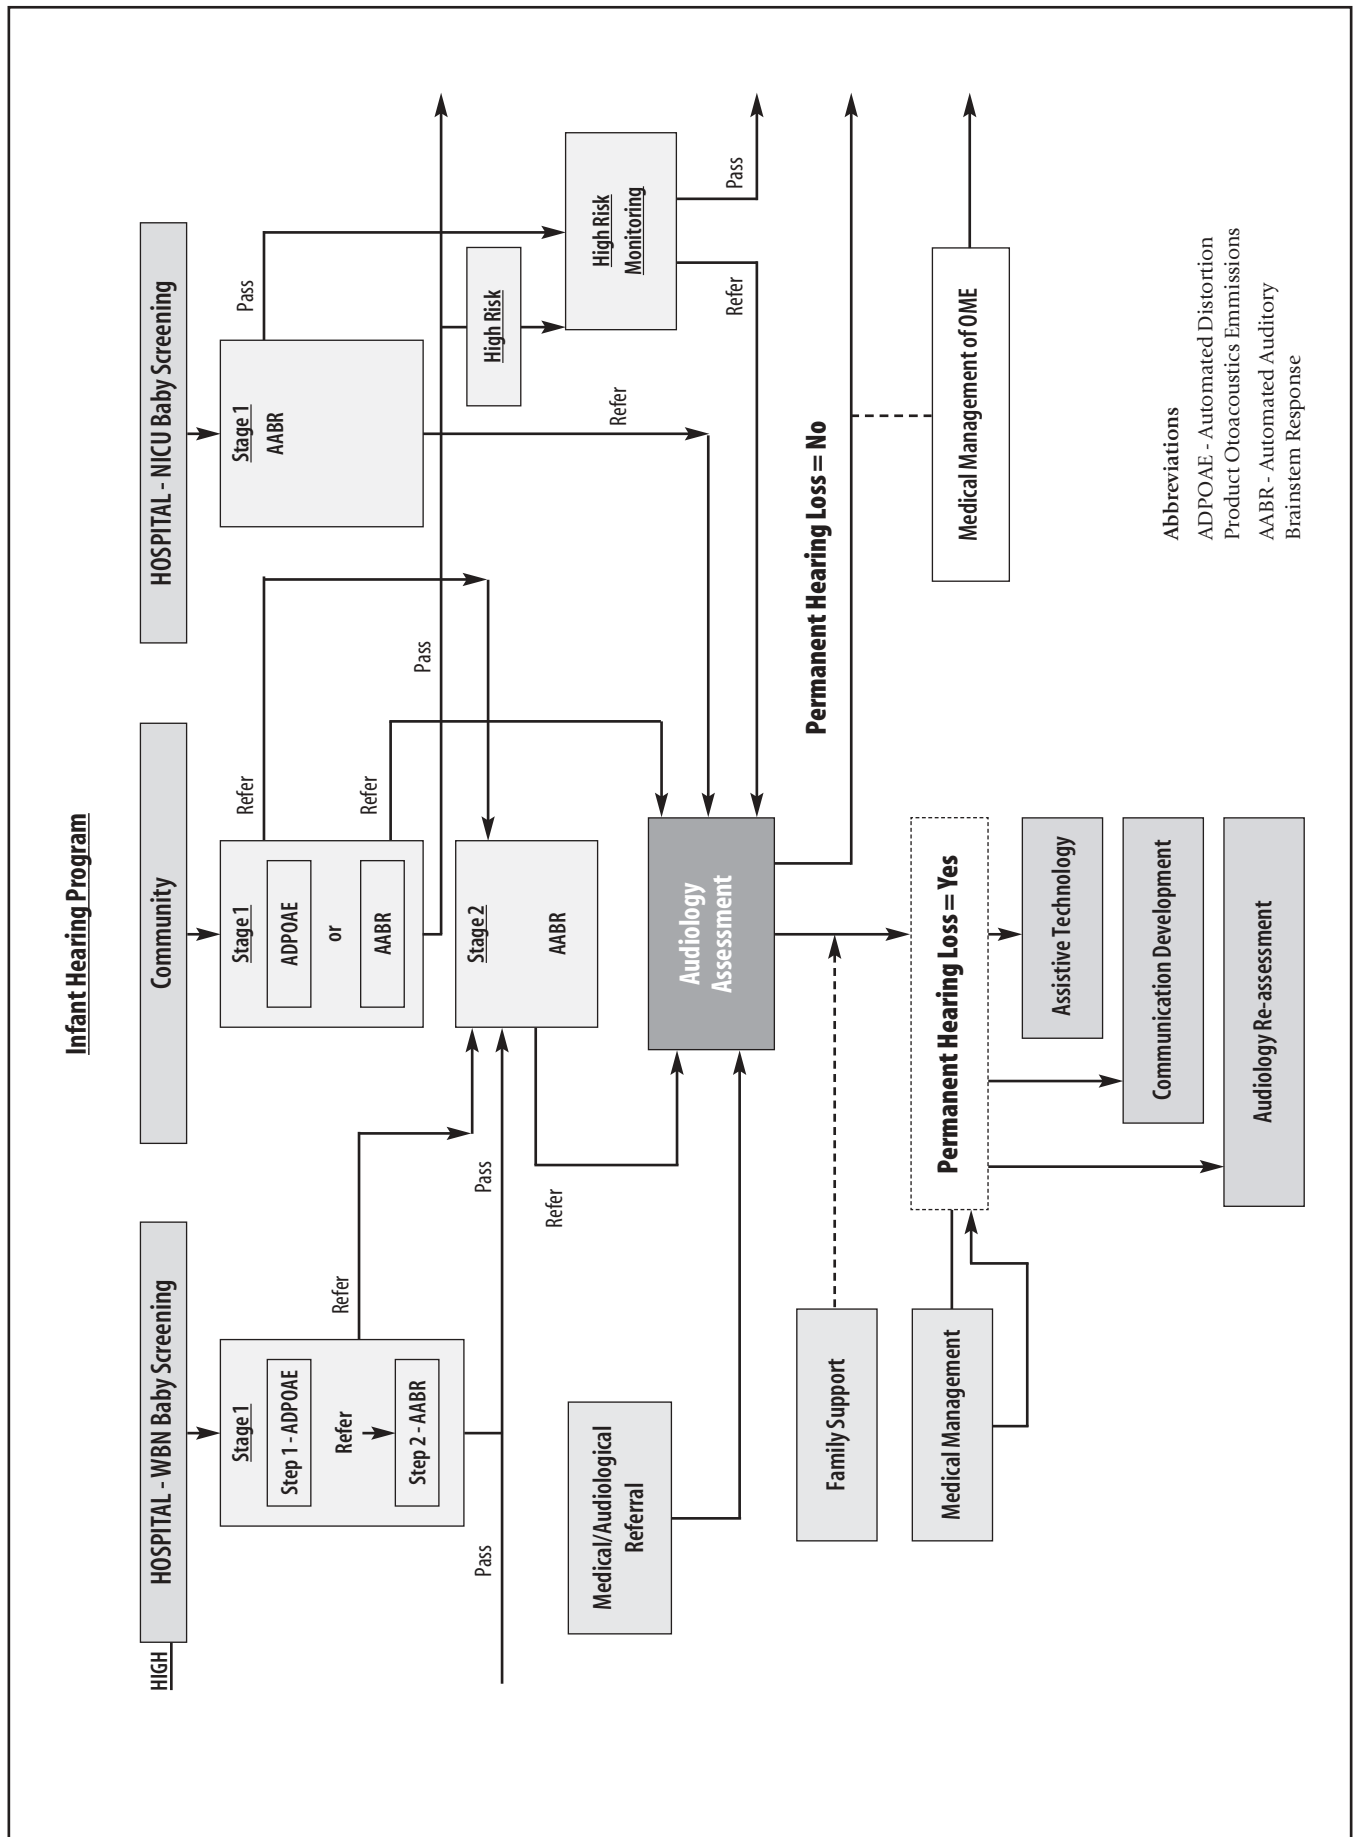 Infant Hearing Program
HIGH
HOSPITAL - WBN Baby Screening
Community
HOSPITAL - NICU Baby Screening
Stage 1
Step 1 - ADPOAE
Refer
Step 2 - AABR
Refer
Pass
Pass
Stage 1
ADPOAE
or
AABR
Refer
Refer
Pass
Stage 1
AABR
Pass
Refer
High Risk
High Risk
Monitoring
Refer
Pass
Stage 2
AABR
Refer
Medical/Audiological
Referral
Audiology
Assessment
Permanent Hearing Loss = No
Family Support
Medical Management
Permanent Hearing Loss = Yes
Medical Management of OME
Assistive Technology
Communication Development
Audiology Re-assessment
Abbreviations
ADPOAE - Automated Distortion
Product Otoacoustics Emmissions
AABR - Automated Auditory
Brainstem Response